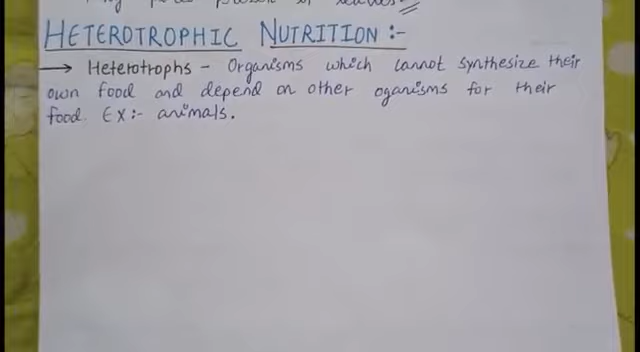 HETEROTROPHIC NUTRITION :-
→ Heterotrophs - Organisms which cannot synthesize their
own food and depend on other oganisms for their
food. EX:- animals.